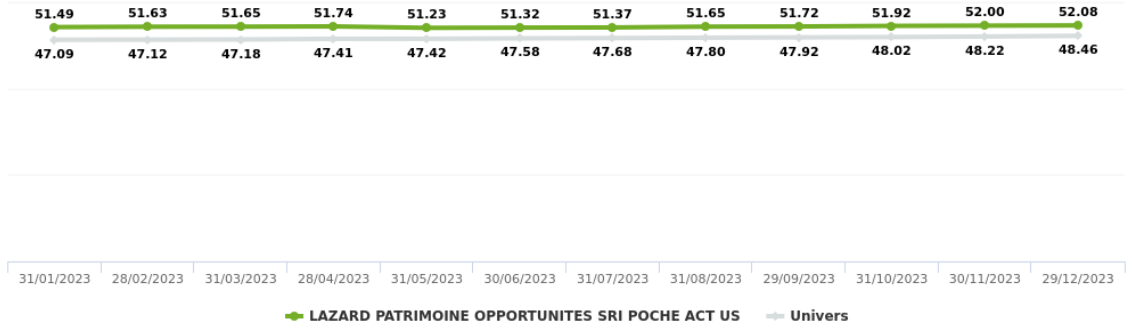 51.49 51.63 51.65 51.74 51.23 51.32 51.37 51.65 51.72 51.92 52.00 52.08
47.09 47.12 47.18 47.41 47.42 47.58 47.68 47.80 47.92 48.02 48.22 48.46
31/01/2023 28/02/2023 31/03/2023 28/04/2023 31/05/2023 30/06/2023 31/07/2023 31/08/2023 29/09/2023 31/10/2023 30/11/2023 29/12/2023
LAZARD PATRIMOINE OPPORTUNITES SRI POCHE ACT US Univers